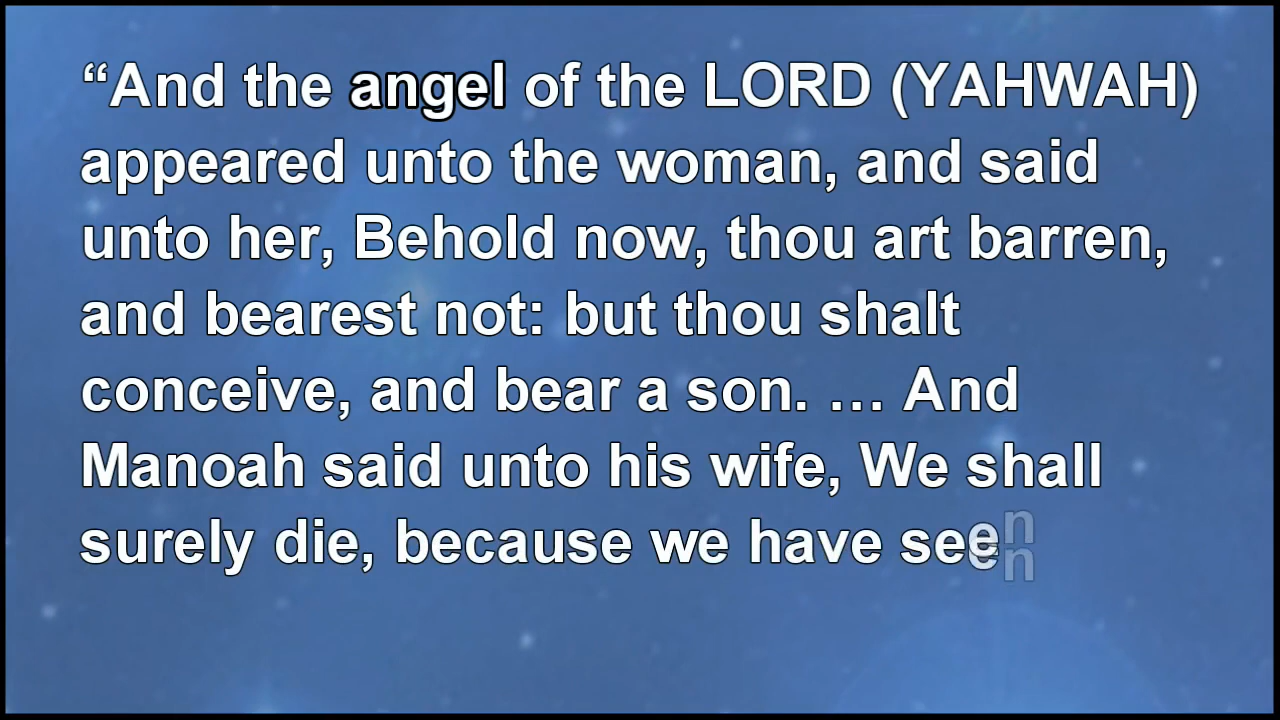 “And the angel of the LORD (YAHWAH)
appeared unto the woman, and said
unto her, Behold now, thou art barren,
and bearest not: but thou shalt
conceive, and bear a son. … And
Manoah said unto his wife, We shall
surely die, because we have seen